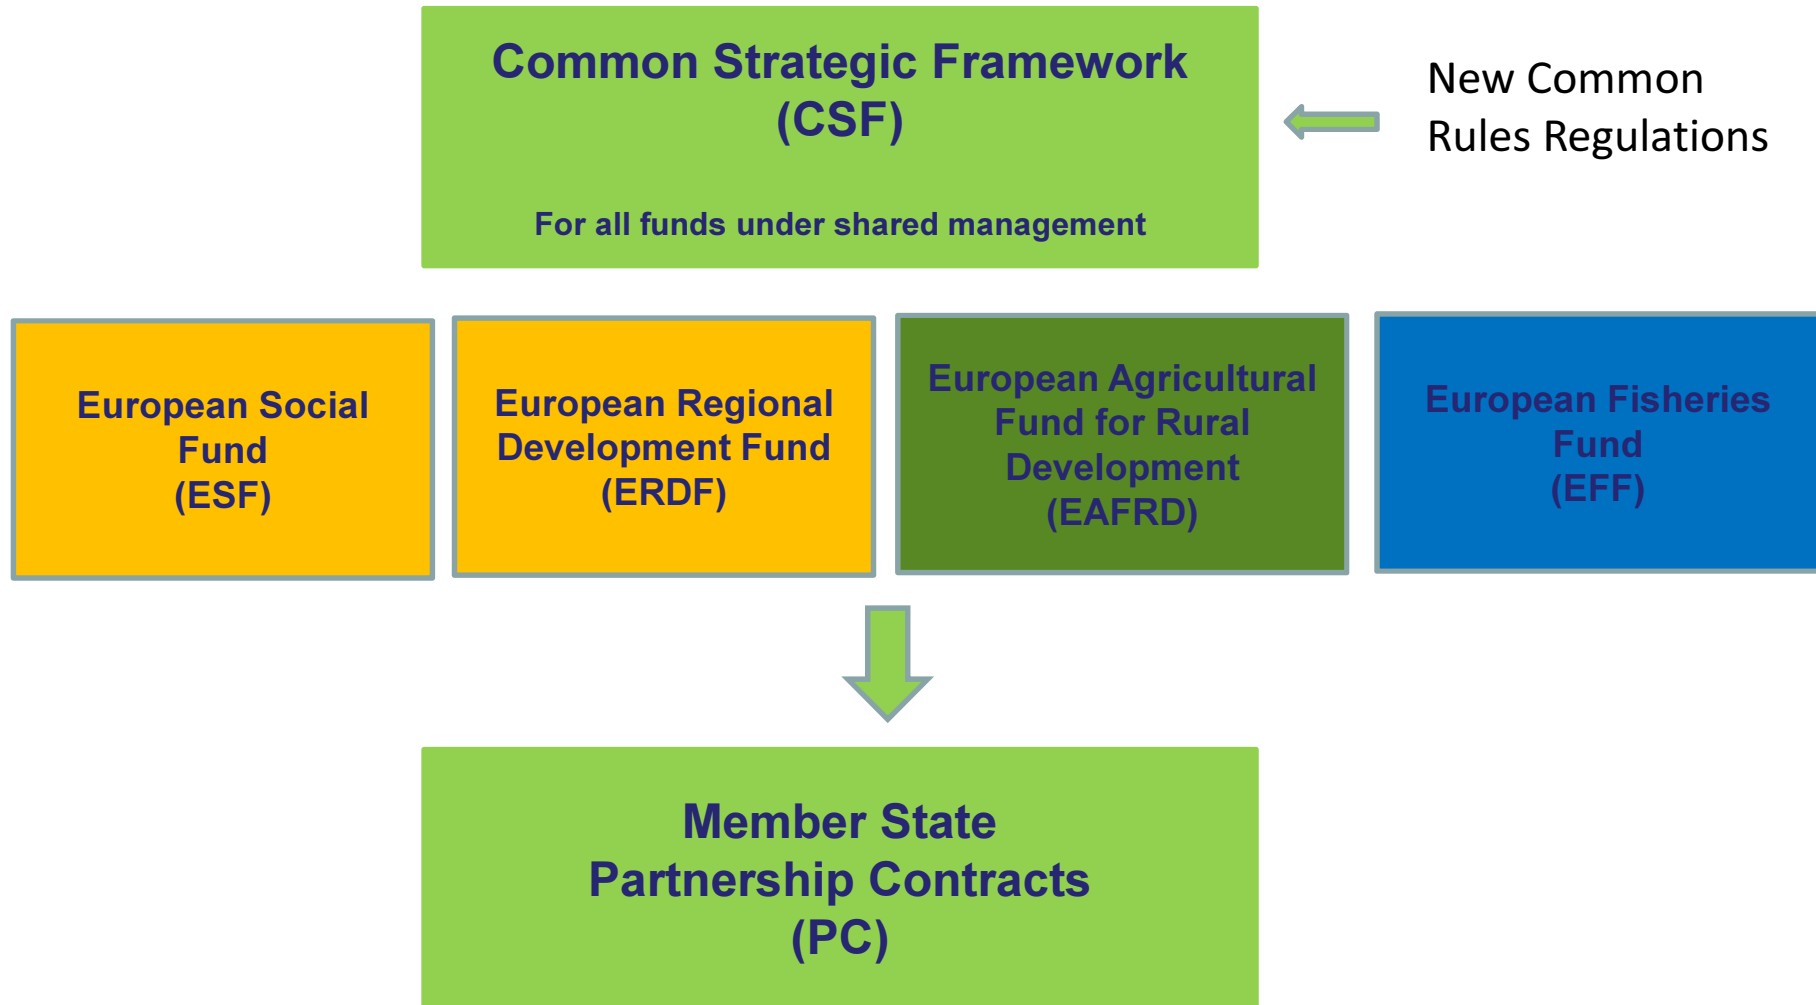 Common Strategic Framework
(CSF)
For all funds under shared management
New Common
Rules Regulations
European Social
Fund
(ESF)
European Regional
Development Fund
(ERDF)
European Agricultural
Fund for Rural
Development
(EAFRD)
European Fisheries
Fund
(EFF)
Member State
Partnership Contracts
(PC)